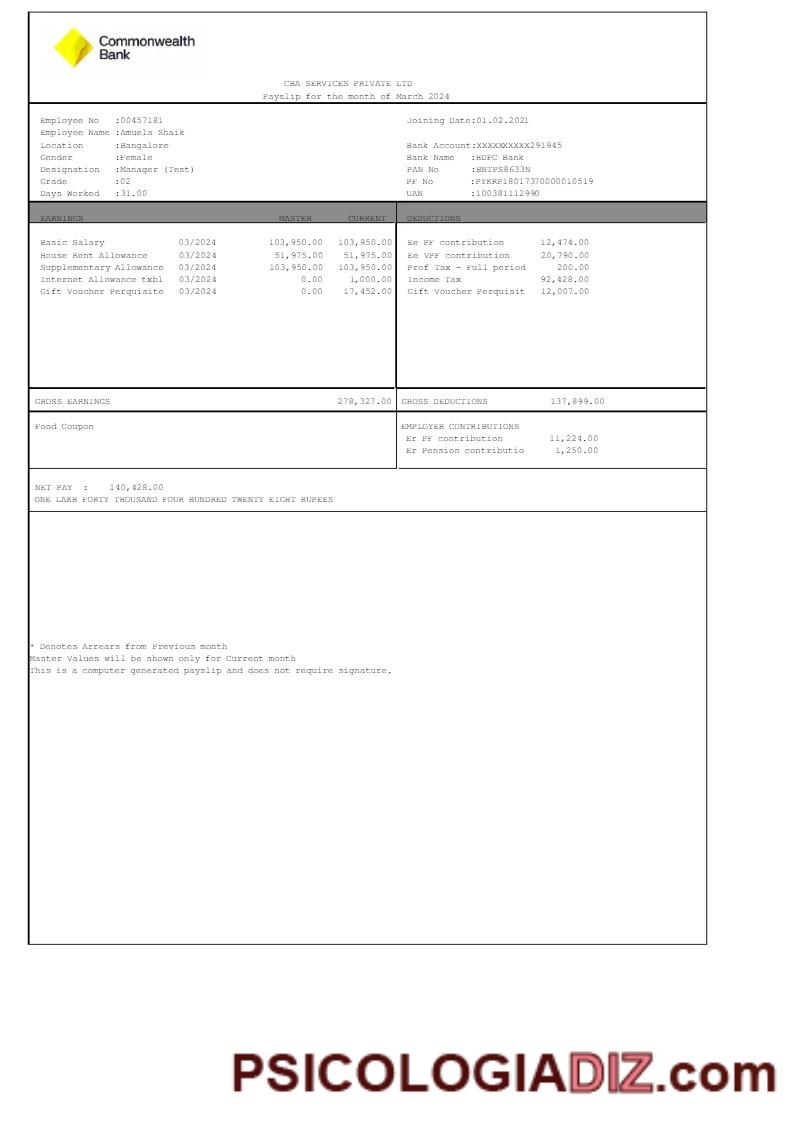 Commonwealth
Bank
CBA SERVICES PRIVATE LTD
Payslip for the month of March 2024
Employee No :00457181 Joining Date:01.02.2021
Employee Name :Amuela Shaik
Location :Bangalore Bank Account:XXXXXXXXXX291945
Gender :Female Bank Name :HDFC Bank
Designation :Manager (Test) PAN No :BNTPS8633N
Grade :02 PF No :PYKRP18017370000010519
Days Worked :31.00 UAN :100381112990
EARNINGS MASTER CURRENT DEDUCTIONS
Basic Salary 03/2024 103,950.00 103,950.00 Ee PF contribution 12,474.00
House Rent Allowance 03/2024 51,975.00 51,975.00 Ee VPF contribution 20,790.00
Supplementary Allowance 03/2024 103,950.00 103,950.00 Prof Tax - Full period 200.00
Internet Allowance txbl 03/2024 0.00 1,000.00 Income Tax 92,428.00
Gift Voucher Perquisite 03/2024 0.00 17,452.00 Gift Voucher Perquisit 12,007.00
GROSS EARNINGS 278,327.00 GROSS DEDUCTIONS 137,899.00
Food Coupon EMPLOYER CONTRIBUTIONS
Er PF contribution 11,224.00
Er Pension contributio 1,250.00
NET PAY : 140,428.00
ONE LAKH FORTY THOUSAND FOUR HUNDRED TWENTY EIGHT RUPEES
* Denotes Arrears from Previous month
Master Values will be shown only for Current month
This is a computer generated payslip and does not require signature.
PSICOLOGIADIZ.com